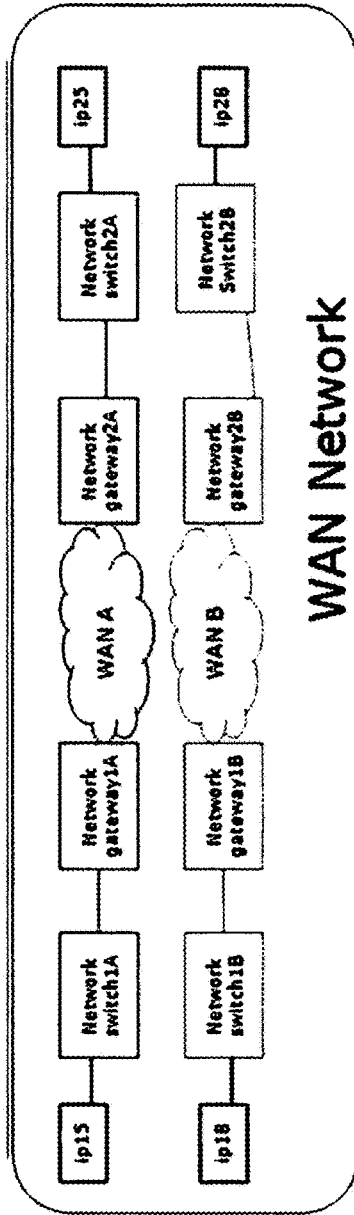 ip15
Network
switch1A
Network
gateway1A
WAN A
Network
gateway2A
Network
switch2A
ip25
ip18
Network
switch1B
Network
gateway1B
WAN B
Network
gateway2B
Network
Switch2B
ip28
WAN Network